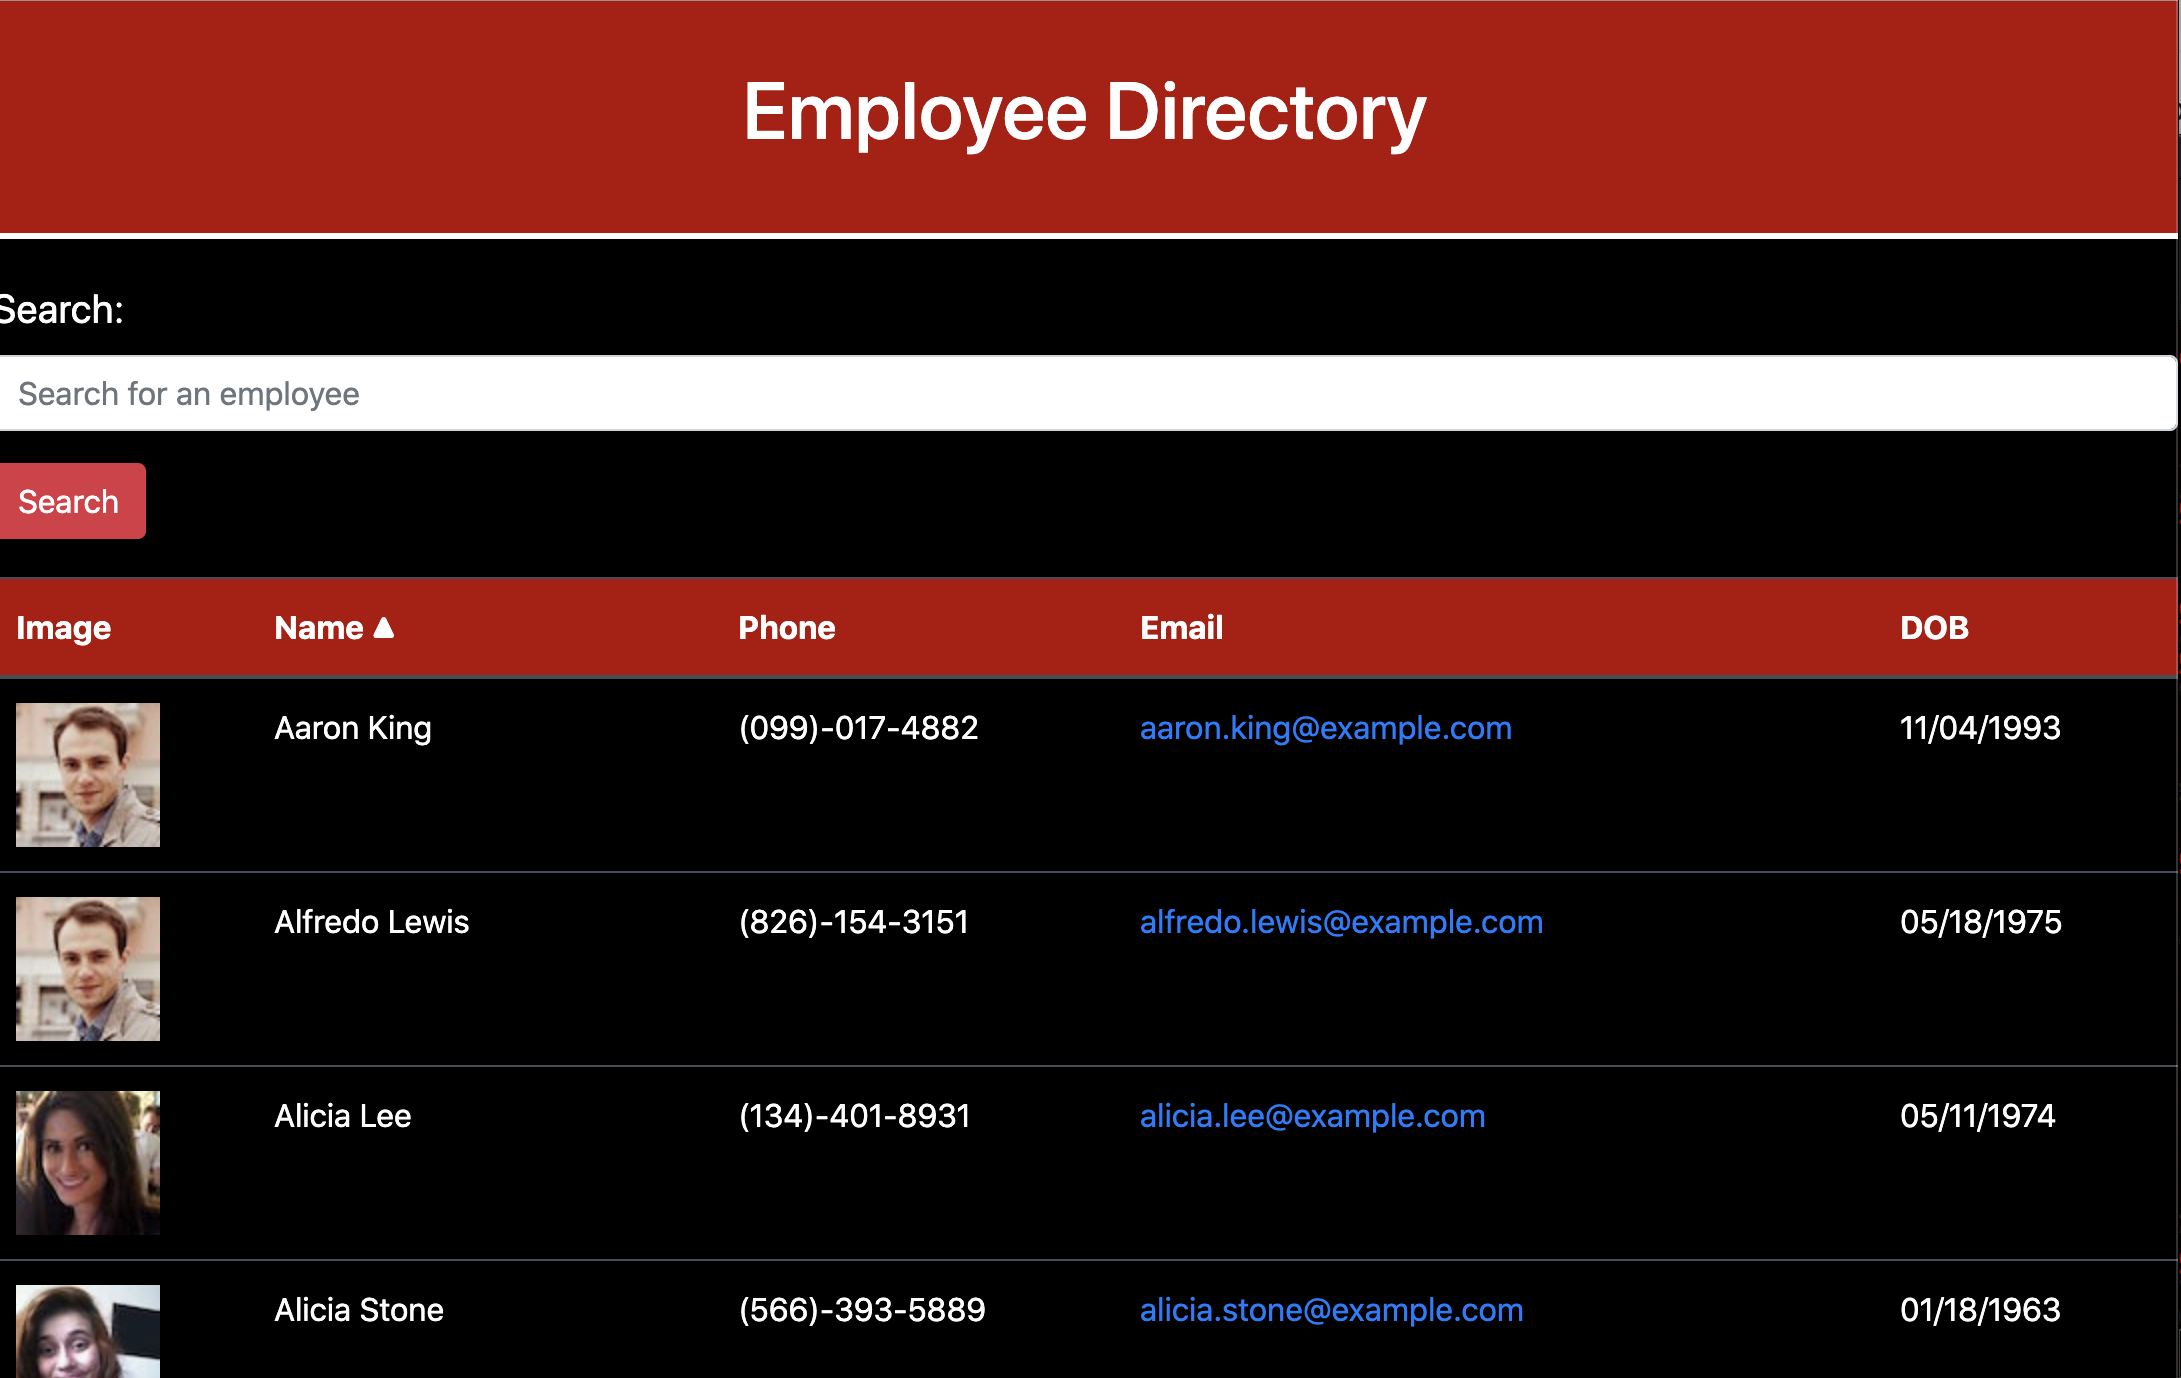 Employee Directory
Search:
Search for an employee
Search
Image Name ▲ Phone Email DOB
Aaron King (099)-017-4882 aaron.king@example.com 11/04/1993
Alfredo Lewis (826)-154-3151 alfredo.lewis@example.com 05/18/1975
Alicia Lee (134)-401-8931 alicia.lee@example.com 05/11/1974
Alicia Stone (566)-393-5889 alicia.stone@example.com 01/18/1963